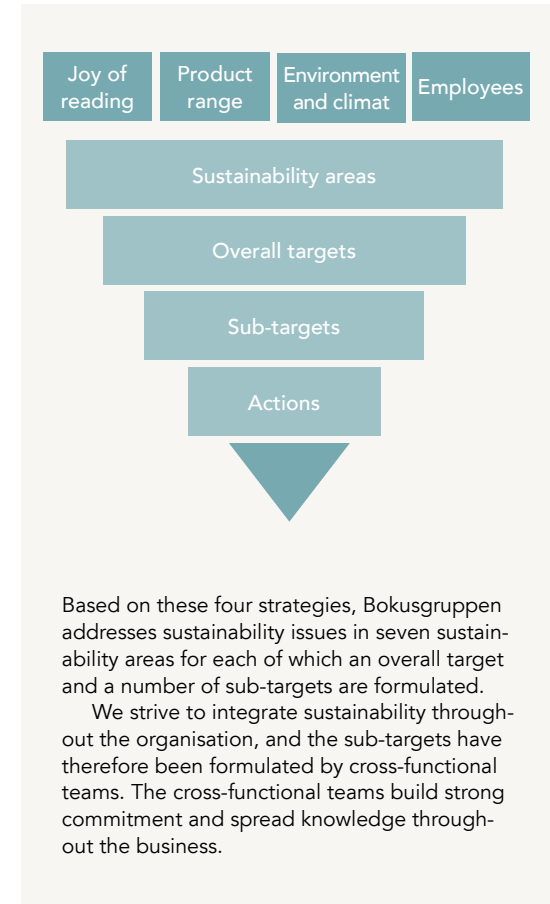 Joy of
reading
Product
range
Environment
and climat
Employees
Sustainability areas
Overall targets
Sub-targets
Actions
Based on these four strategies, Bokusgruppen
addresses sustainability issues in seven sustain-
ability areas for each of which an overall target
and a number of sub-targets are formulated.
We strive to integrate sustainability through-
out the organisation, and the sub-targets have
therefore been formulated by cross-functional
teams. The cross-functional teams build strong
commitment and spread knowledge through-
out the business.